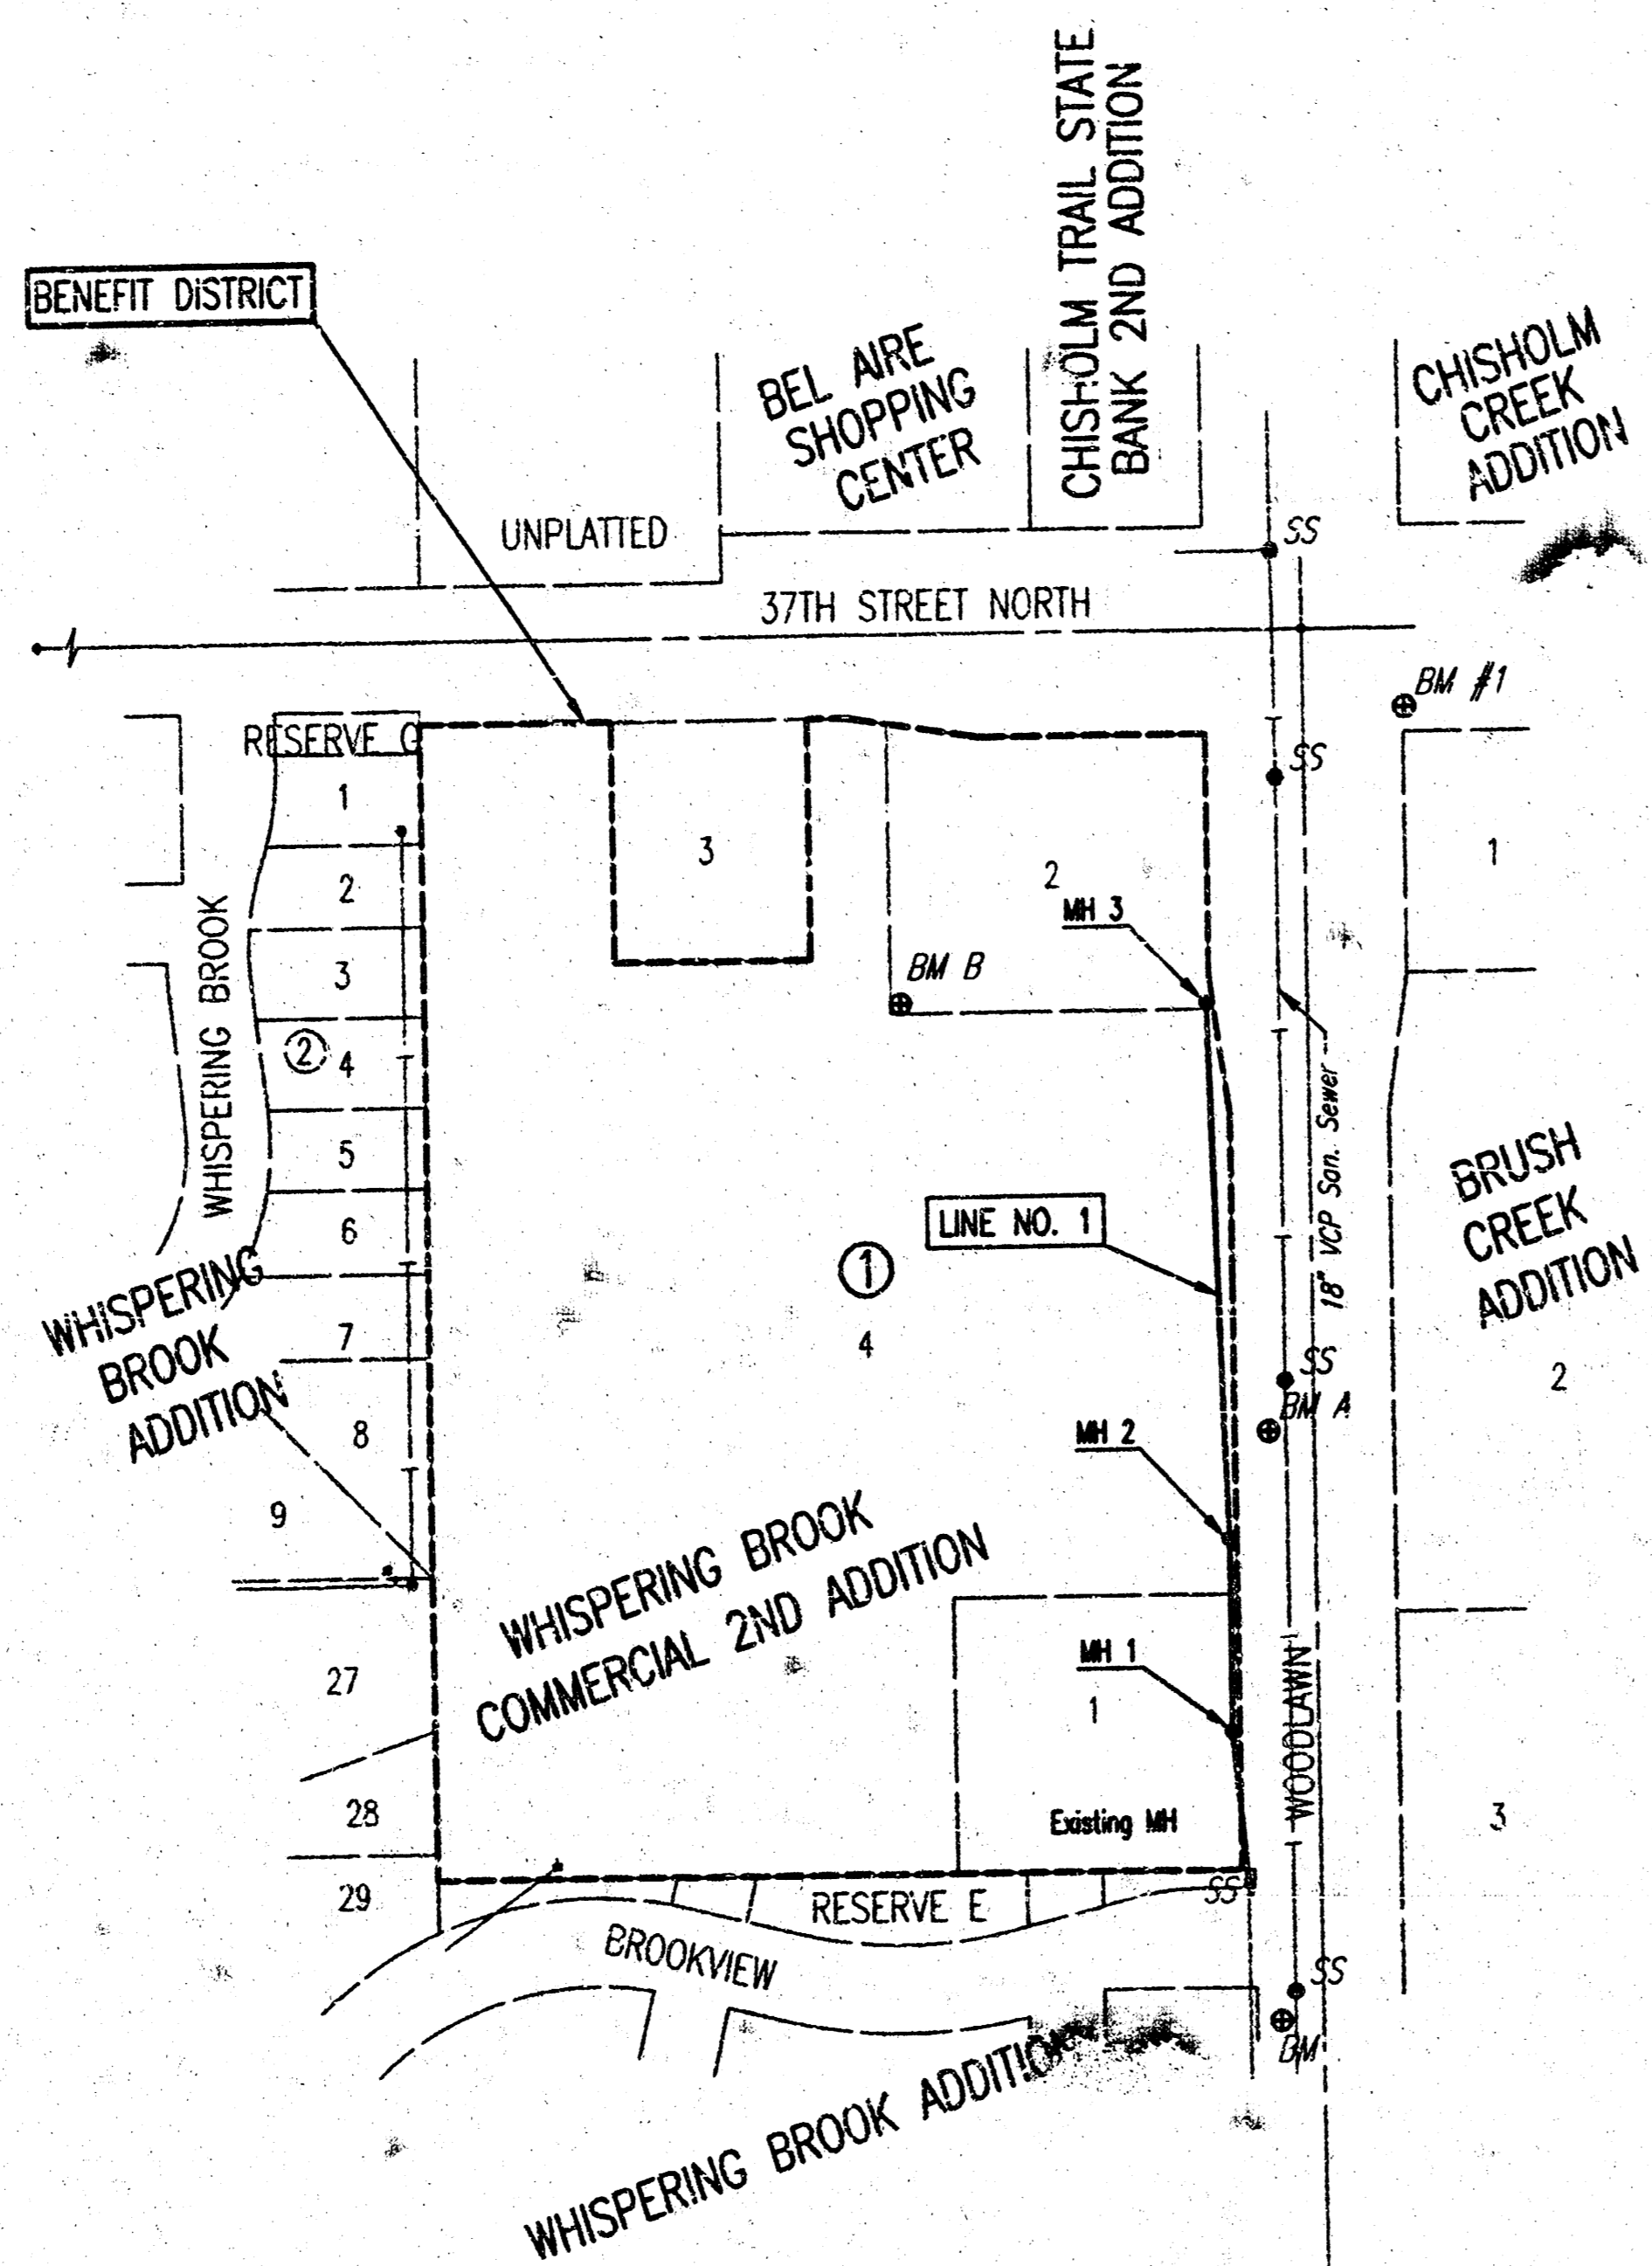 CHISHOLM TRAIL STATE
BANK 2ND ADDITION
BENEFIT DISTRICT
BEL AIRE
SHOPPING
CENTER
CHISHOLM
CREEK
ADDITION
UNPLATTED
SS
37TH STREET NORTH
BM #1
RESERVE G
SS
1
3
2
1
2
MH 3
WHISPERING BROOK
3
BM B
2
4
18" VCP San. Sewer
5
BRUSH
CREEK
ADDITION
LINE NO. 1
6
1
WHISPERING
BROOK
ADDITION
7
4
SS
2
BM A
8
MH 2
9
WHISPERING BROOK
COMMERCIAL 2ND ADDITION
27
MH 1
1
WOODLAWN
28
Existing MH
3
29
RESERVE E
SS
BROOKVIEW
SS
BM
WHISPERING BROOK ADDITION